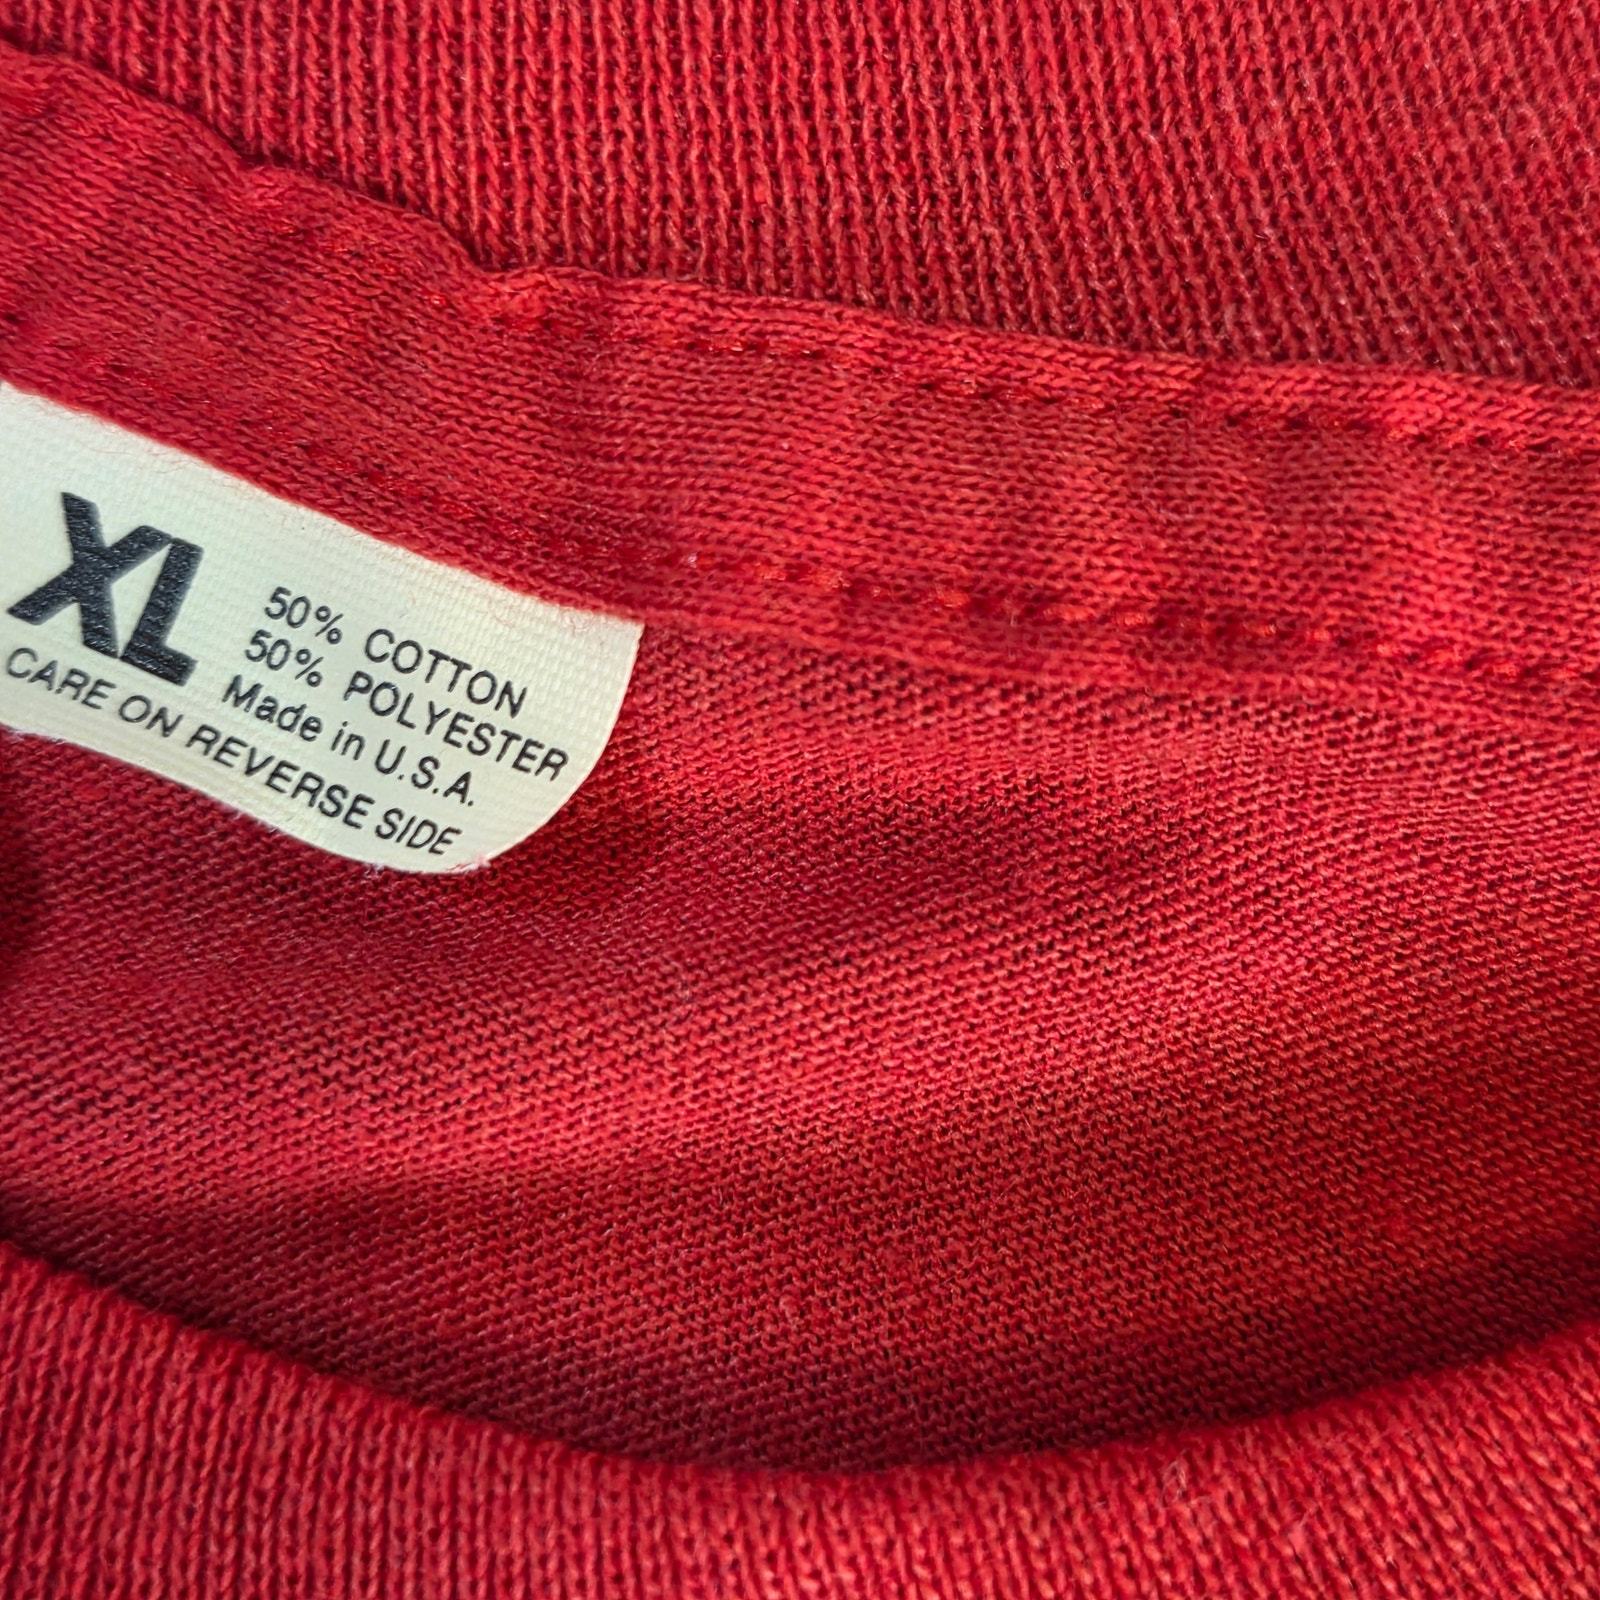 XL
50% COTTON
50% POLYESTER
Made in U.S.A.
CARE ON REVERSE SIDE